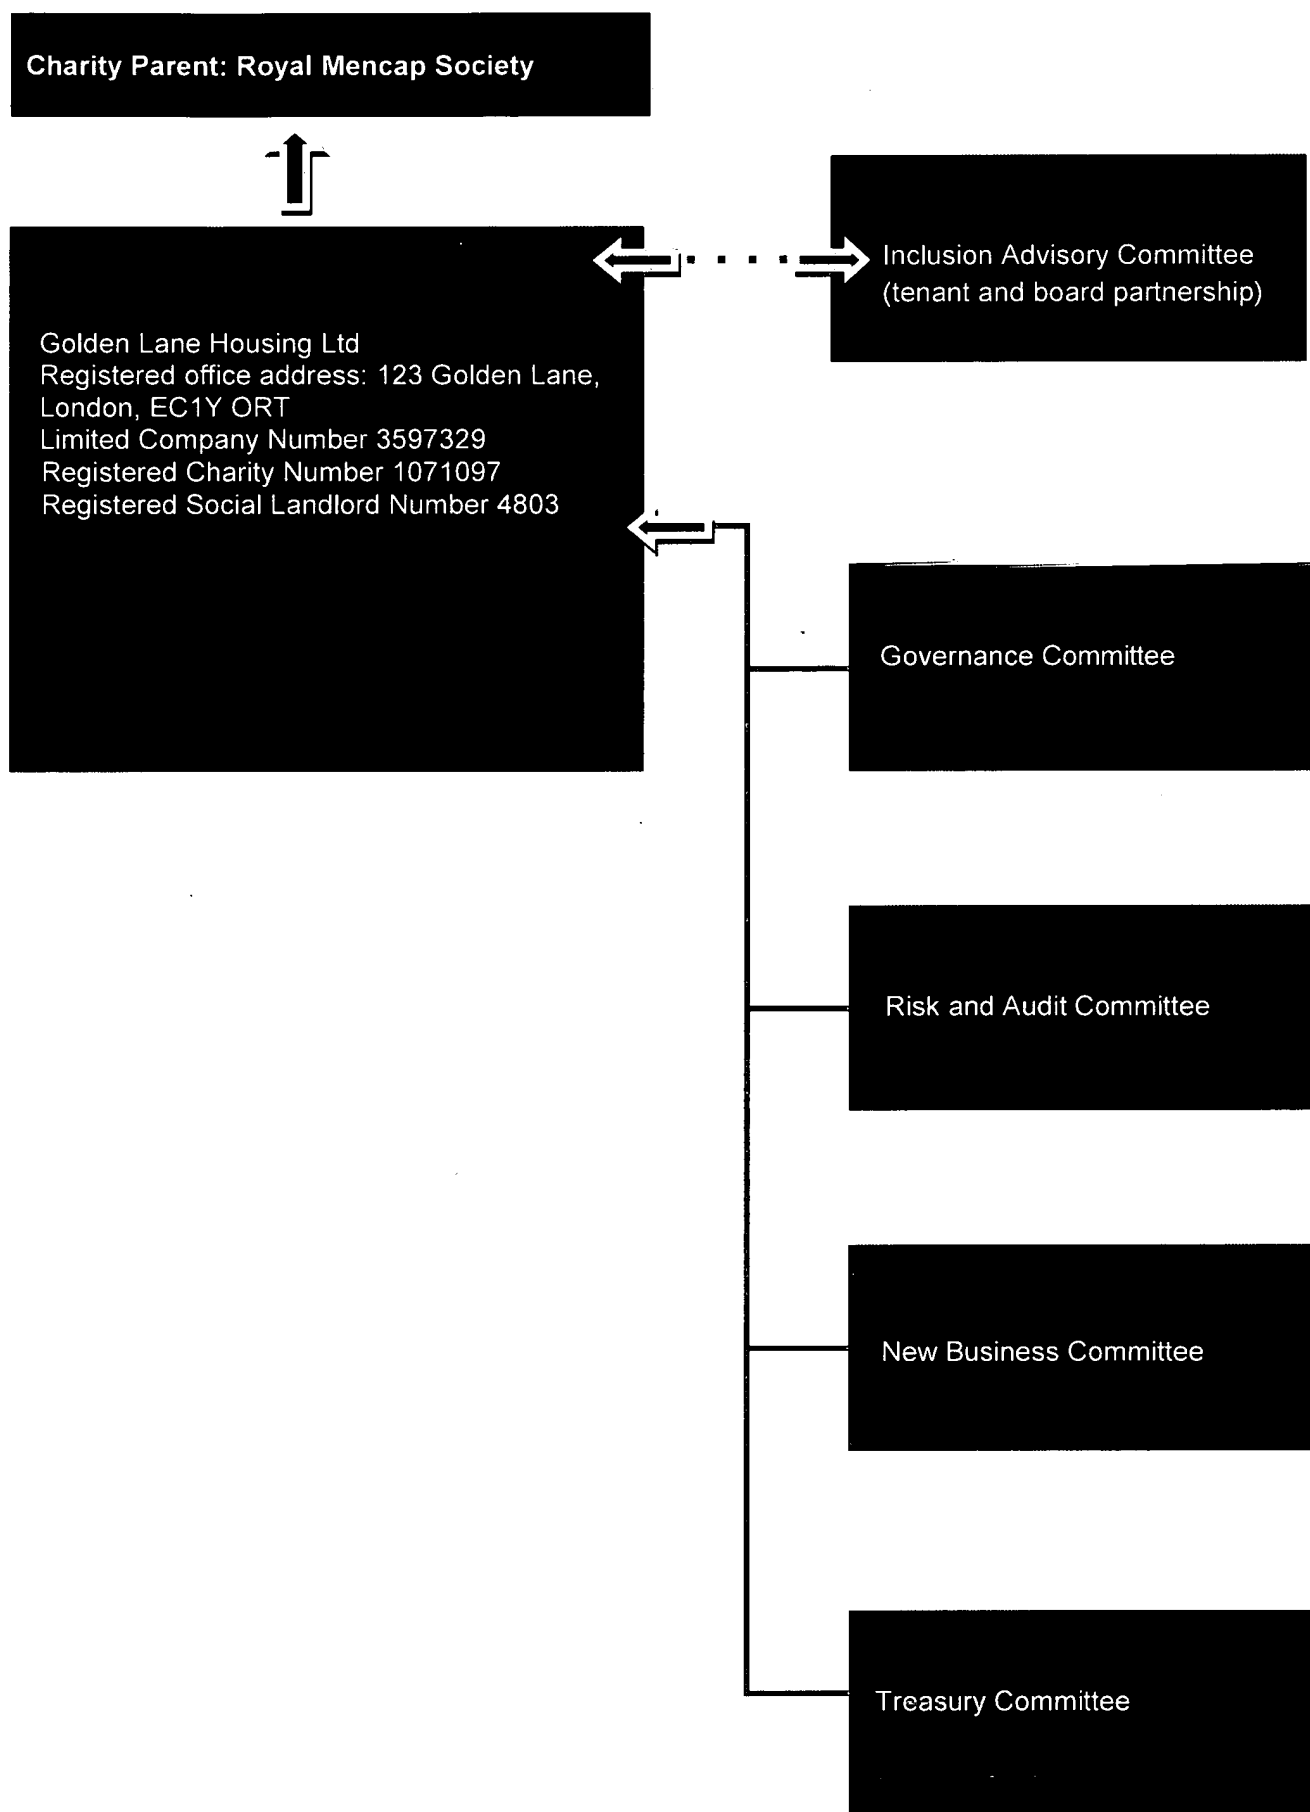 Charity Parent: Royal Mencap Society
Inclusion Advisory Committee
(tenant and board partnership)
Golden Lane Housing Ltd
Registered office address: 123 Golden Lane,
London, EC1Y ORT
Limited Company Number 3597329
Registered Charity Number 1071097
Registered Social Landlord Number 4803
Governance Committee
Risk and Audit Committee
New Business Committee
Treasury Committee